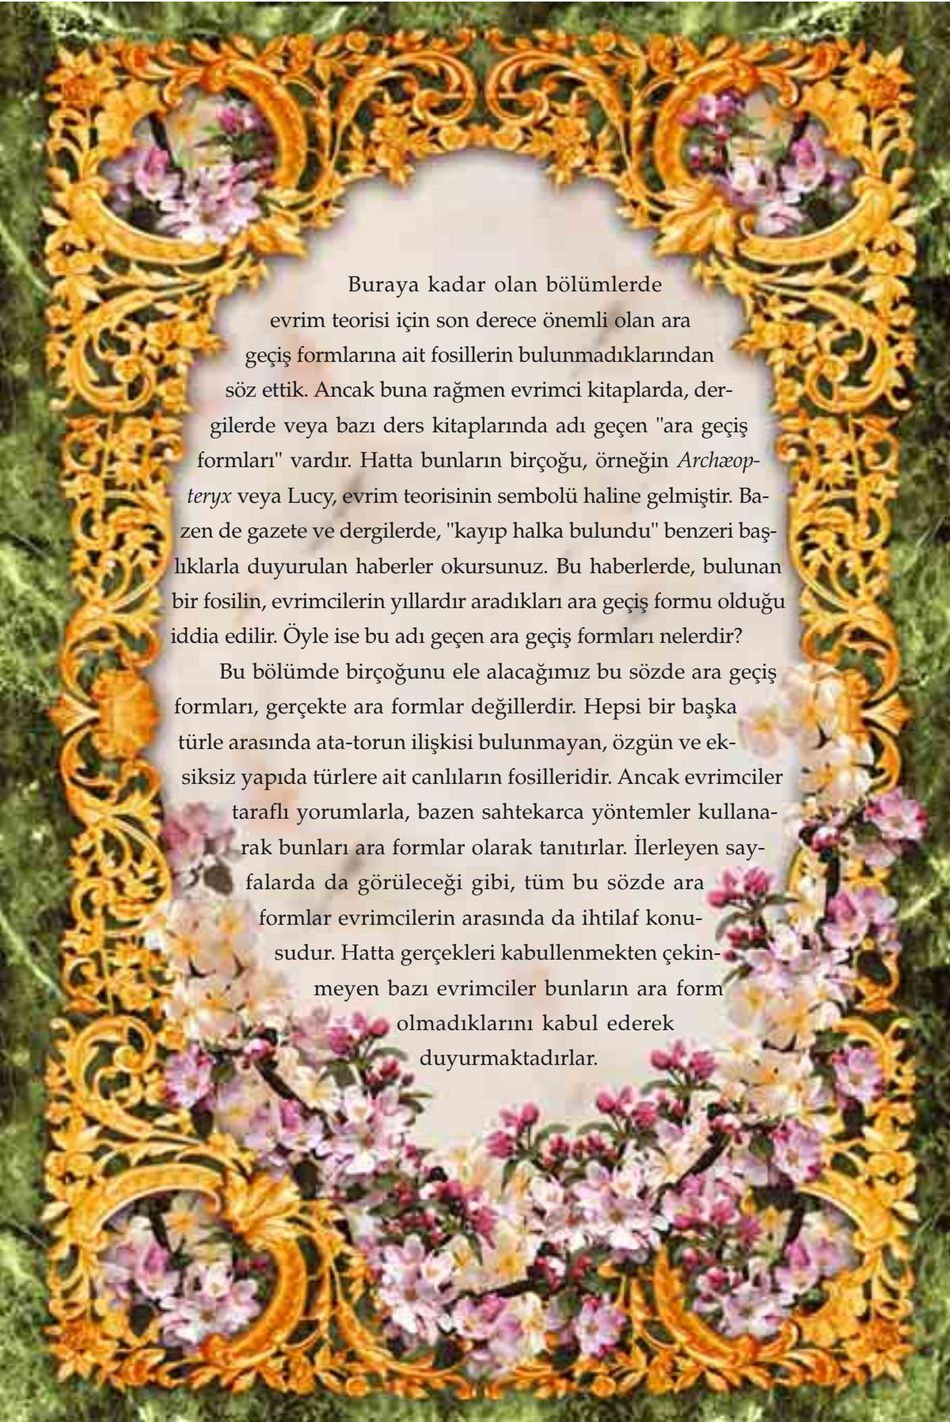 Buraya kadar olan bölümlerde
evrim teorisi için son derece önemli olan ara
geçiş formlarına ait fosillerin bulunmadıklarından
söz ettik. Ancak buna rağmen evrimci kitaplarda, der-
gilerde veya bazı ders kitaplarında adı geçen "ara geçiş
formları" vardır. Hatta bunların birçoğu, örneğin Archæop-
teryx veya Lucy, evrim teorisinin sembolü haline gelmiştir. Ba-
zen de gazete ve dergilerde, "kayıp halka bulundu" benzeri baş-
lıklarla duyurulan haberler okursunuz. Bu haberlerde, bulunan
bir fosilin, evrimcilerin yıllardır aradıkları ara geçiş formu olduğu
iddia edilir. Öyle ise bu adı geçen ara geçiş formları nelerdir?
Bu bölümde birçoğunu ele alacağımız bu sözde ara geçiş
formları, gerçekte ara formlar değillerdir. Hepsi bir başka
türle arasında ata-torun ilişkisi bulunmayan, özgün ve ek-
siksiz yapıda türlere ait canlıların fosilleridir. Ancak evrimciler
taraflı yorumlarla, bazen sahtekarca yöntemler kullana-
rak bunları ara formlar olarak tanıtırlar. İlerleyen say-
falarda da görüleceği gibi, tüm bu sözde ara
formlar evrimcilerin arasında da ihtilaf konu-
sudur. Hatta gerçekleri kabullenmekten çekin-
meyen bazı evrimciler bunların ara form
olmadıklarını kabul ederek
duyurmaktadırlar.